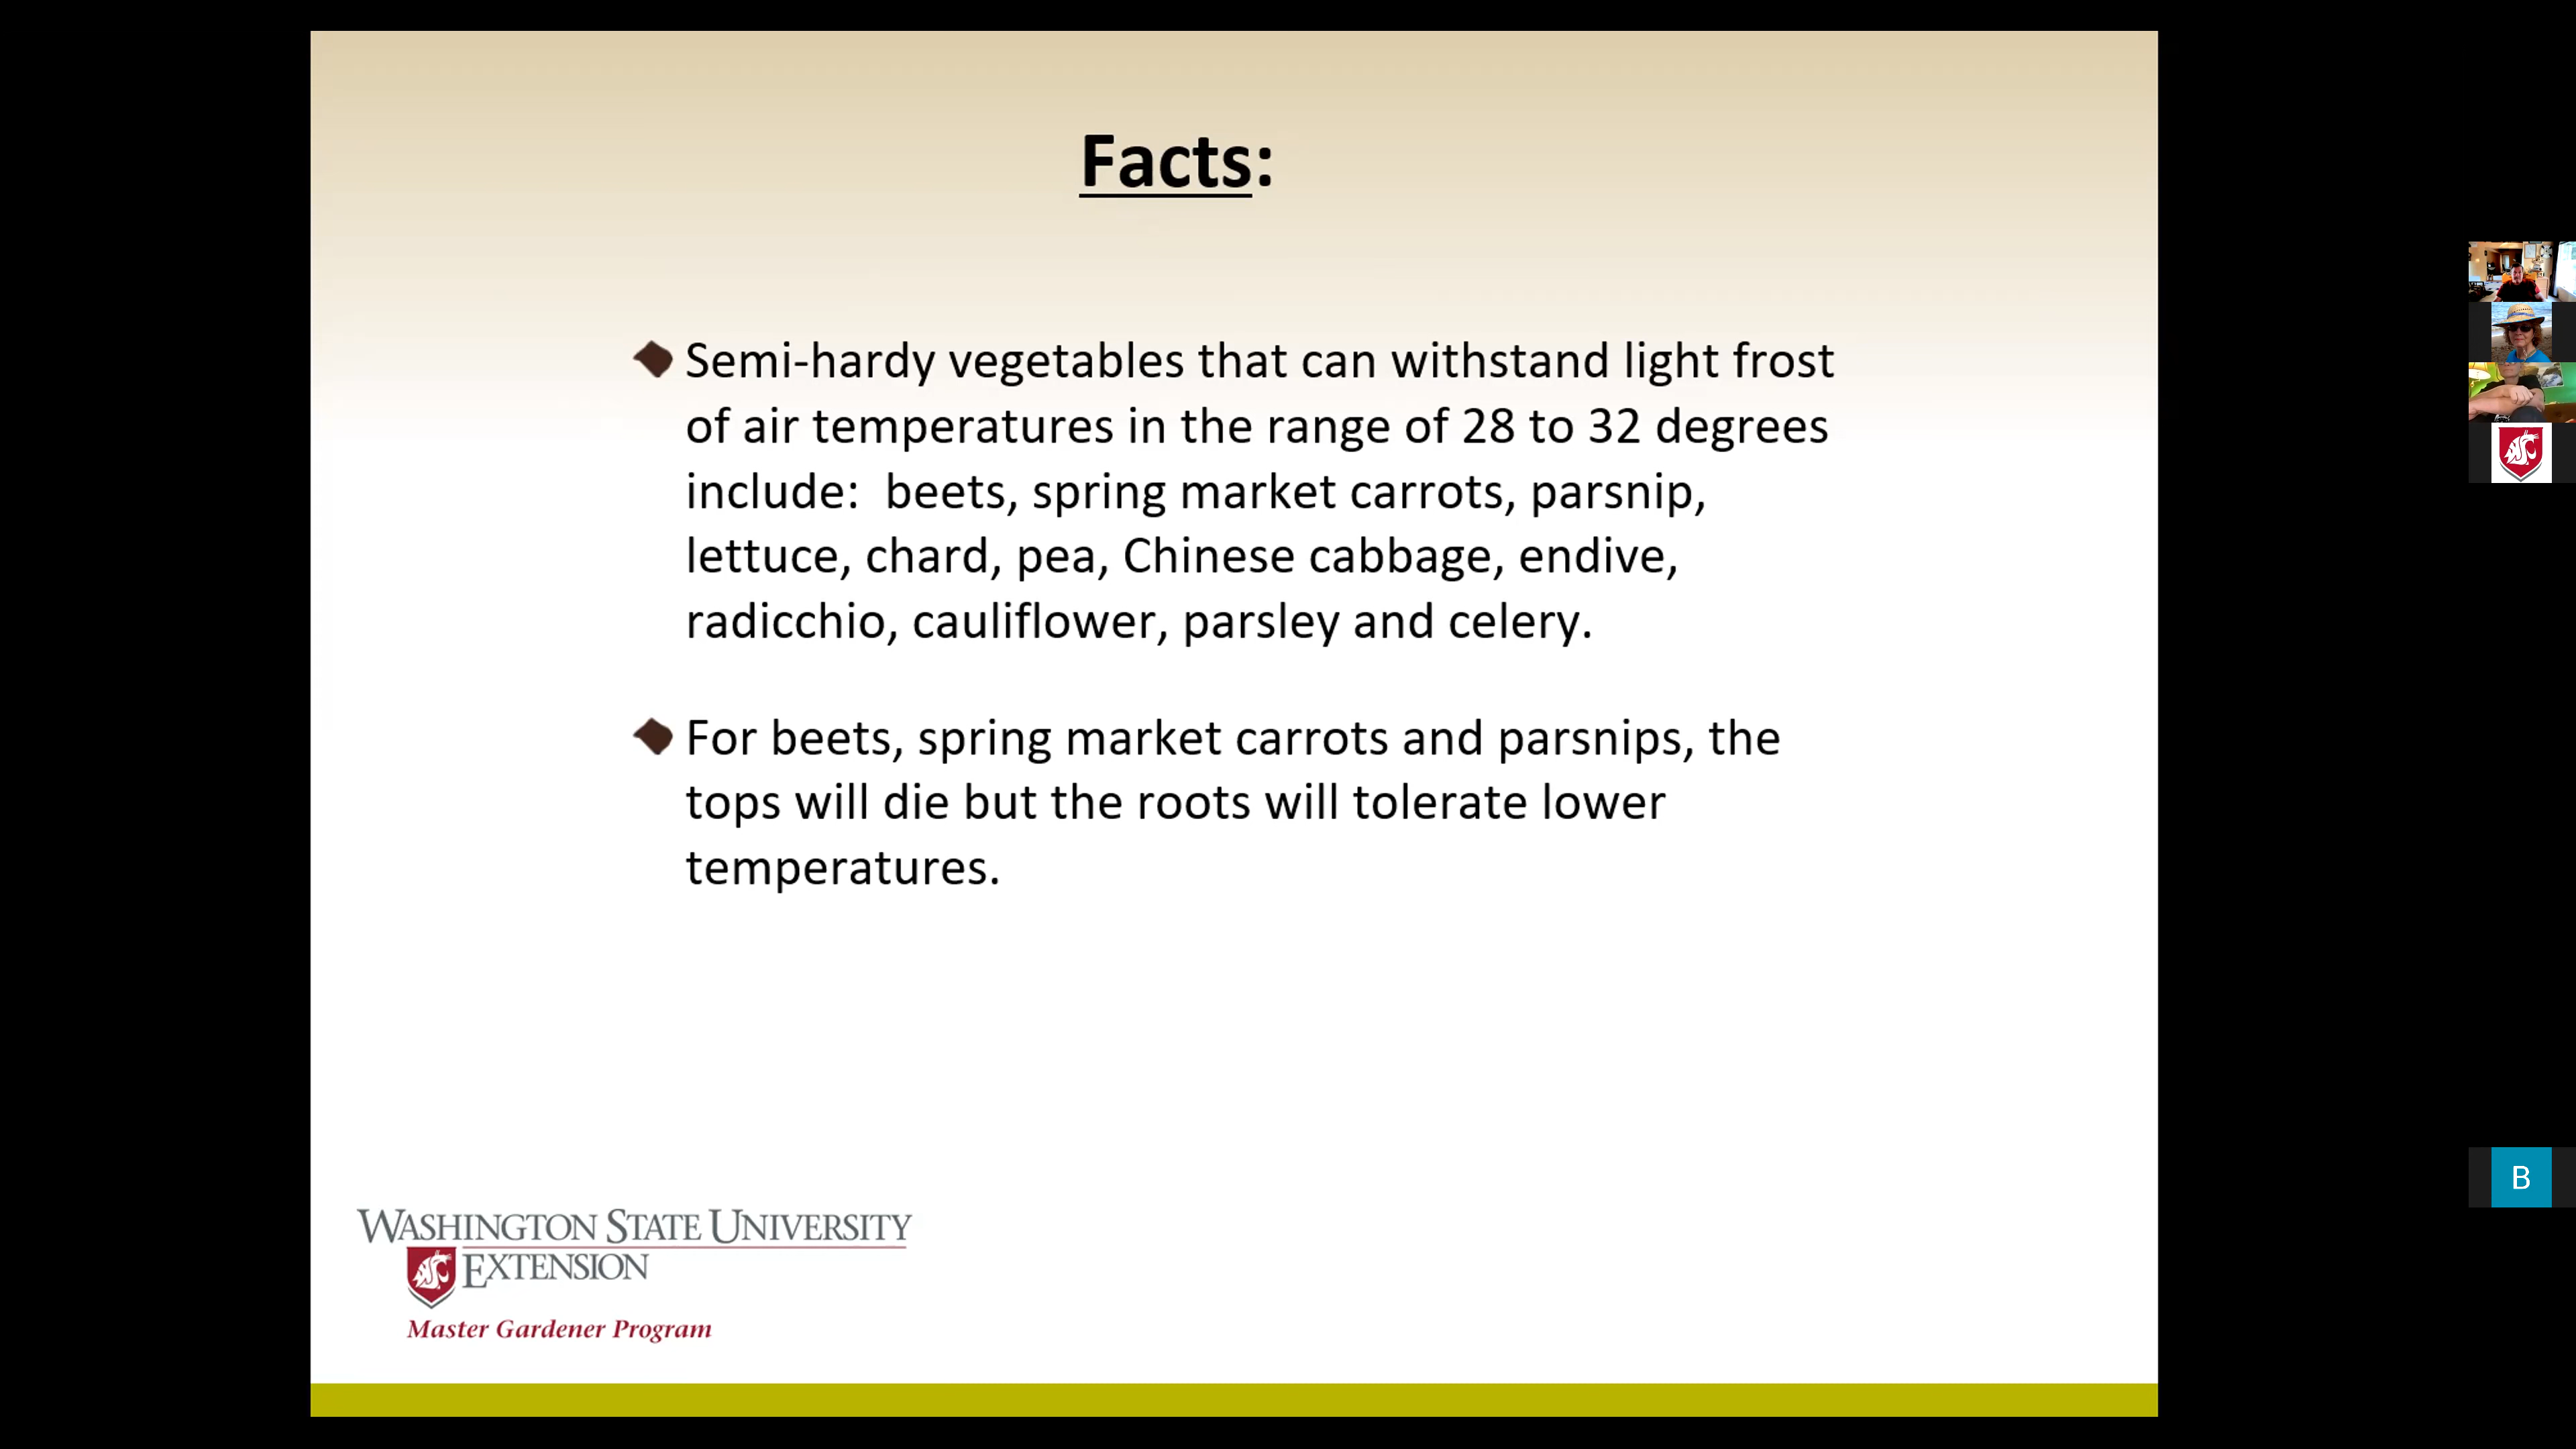 Facts:
Semi-hardy vegetables that can withstand light frost
of air temperatures in the range of 28 to 32 degrees
include:  beets, spring market carrots, parsnip,
lettuce, chard, pea, Chinese cabbage, endive,
radicchio, cauliflower, parsley and celery.
For beets, spring market carrots and parsnips, the
tops will die but the roots will tolerate lower
temperatures.
WASHINGTON STATE UNIVERSITY
EXTENSION
Master Gardener Program
B